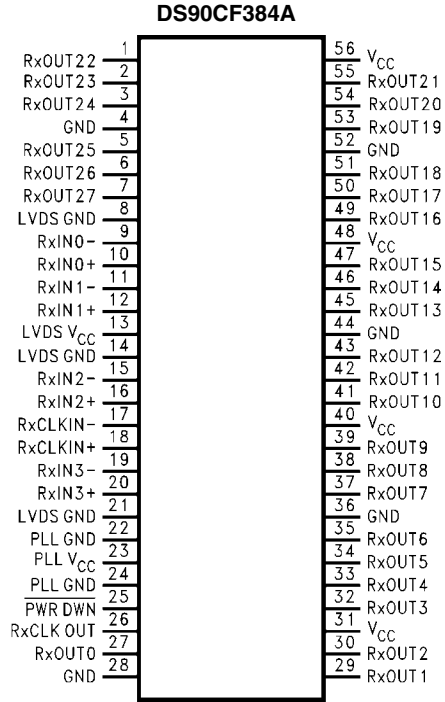 DS90CF384A
RxOUT22 1
RxOUT23 2
RxOUT24 3
GND 4
RxOUT25 5
RxOUT26 6
RxOUT27 7
LVDS GND 8
RxIN0- 9
RxIN0+ 10
RxIN1- 11
RxIN1+ 12
LVDS VCC 13
LVDS GND 14
RxIN2- 15
RxIN2+ 16
RxCLKIN- 17
RxCLKIN+ 18
RxIN3- 19
RxIN3+ 20
LVDS GND 21
PLL GND 22
PLL VCC 23
PLL GND 24
PWR DWN 25
RxCLK OUT 26
RxOUT0 27
GND 28
56 VCC
55 RxOUT21
54 RxOUT20
53 RxOUT19
52 GND
51 RxOUT18
50 RxOUT17
49 RxOUT16
48 VCC
47 RxOUT15
46 RxOUT14
45 RxOUT13
44 GND
43 RxOUT12
42 RxOUT11
41 RxOUT10
40 VCC
39 RxOUT9
38 RxOUT8
37 RxOUT7
36 GND
35 RxOUT6
34 RxOUT5
33 RxOUT4
32 RxOUT3
31 VCC
30 RxOUT2
29 RxOUT1